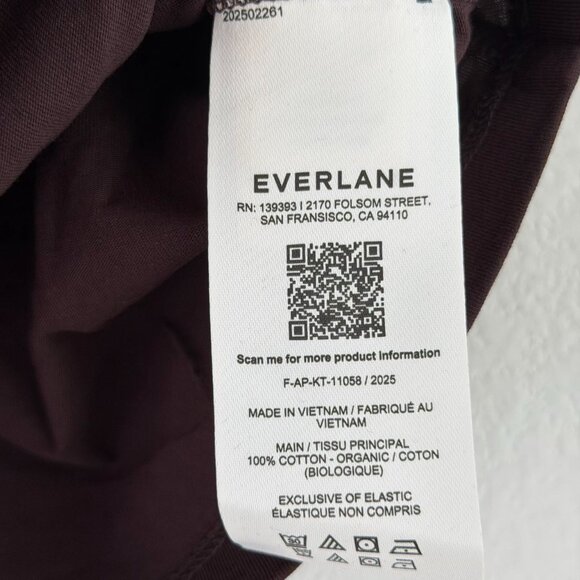 202502261
EVERLANE
RN: 139393 | 2170 FOLSOM STREET,
SAN FRANSISCO, CA 94110
Scan me for more product information
F-AP-KT-11058 / 2025
MADE IN VIETNAM / FABRIQUÉ AU
VIETNAM
MAIN / TISSU PRINCIPAL
100% COTTON - ORGANIC / COTON
(BIOLOGIQUE)
EXCLUSIVE OF ELASTIC
ÉLASTIQUE NON COMPRIS